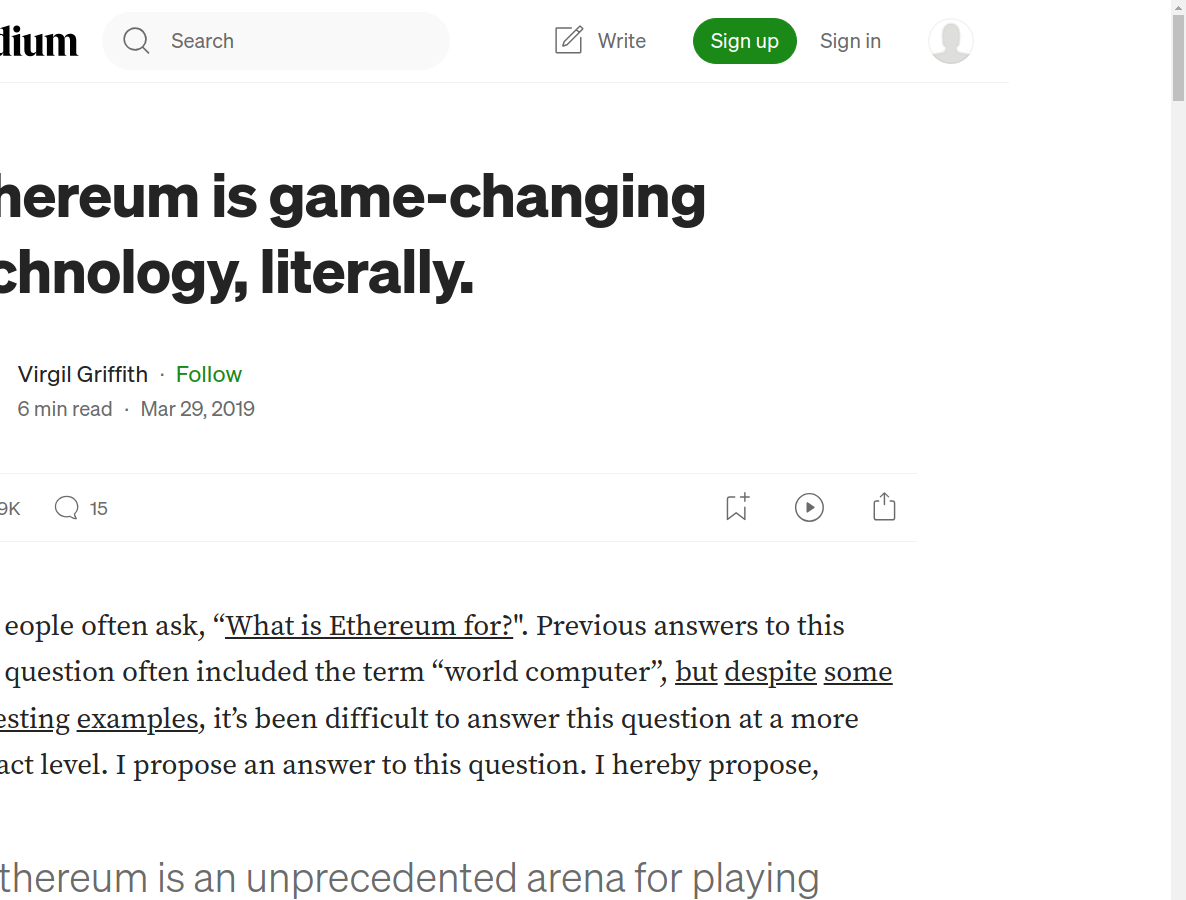 dium
Search
Write
Sign up
Sign in
hereum is game-changing
chnology, literally.
Virgil Griffith · Follow
6 min read · Mar 29, 2019
9K
15
eople often ask, “What is Ethereum for?". Previous answers to this
question often included the term “world computer”, but despite some
esting examples, it’s been difficult to answer this question at a more
act level. I propose an answer to this question. I hereby propose,
thereum is an unprecedented arena for playing